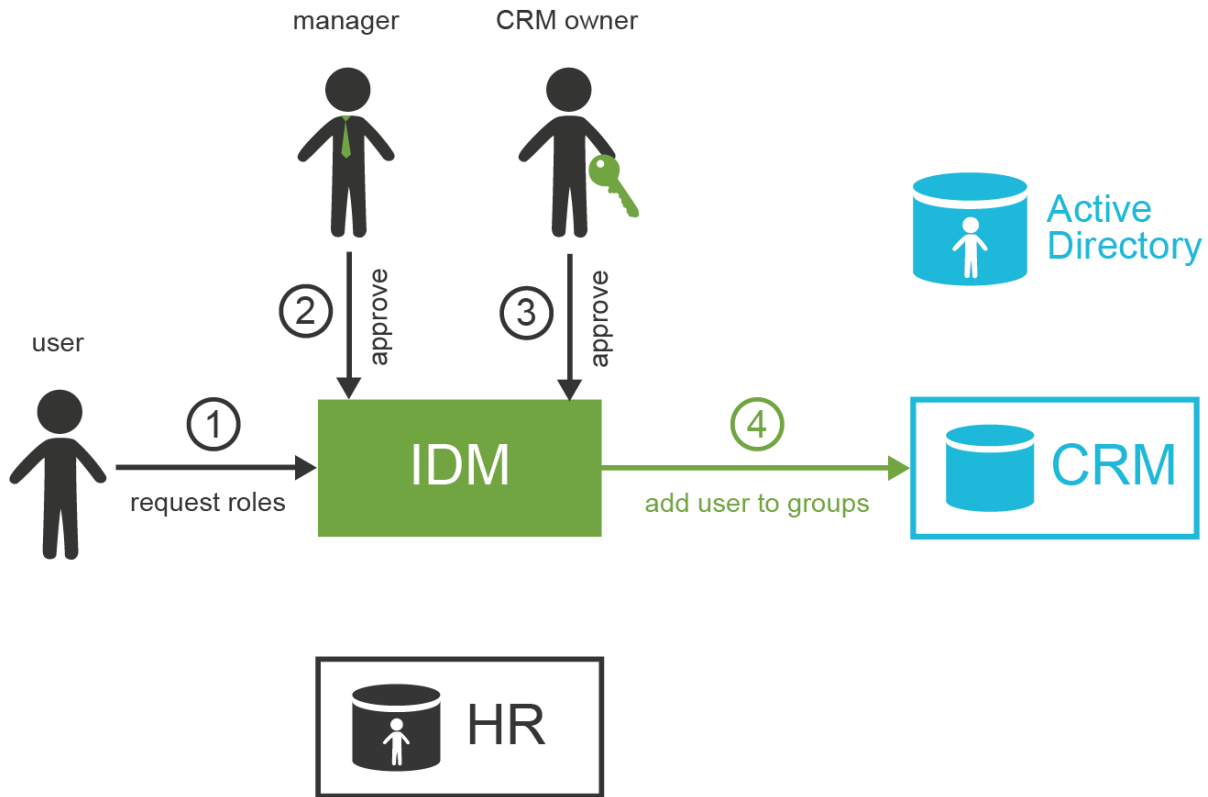 manager
CRM owner
Active
Directory
2
approve
3
approve
user
1
4
IDM
CRM
request roles
add user to groups
HR